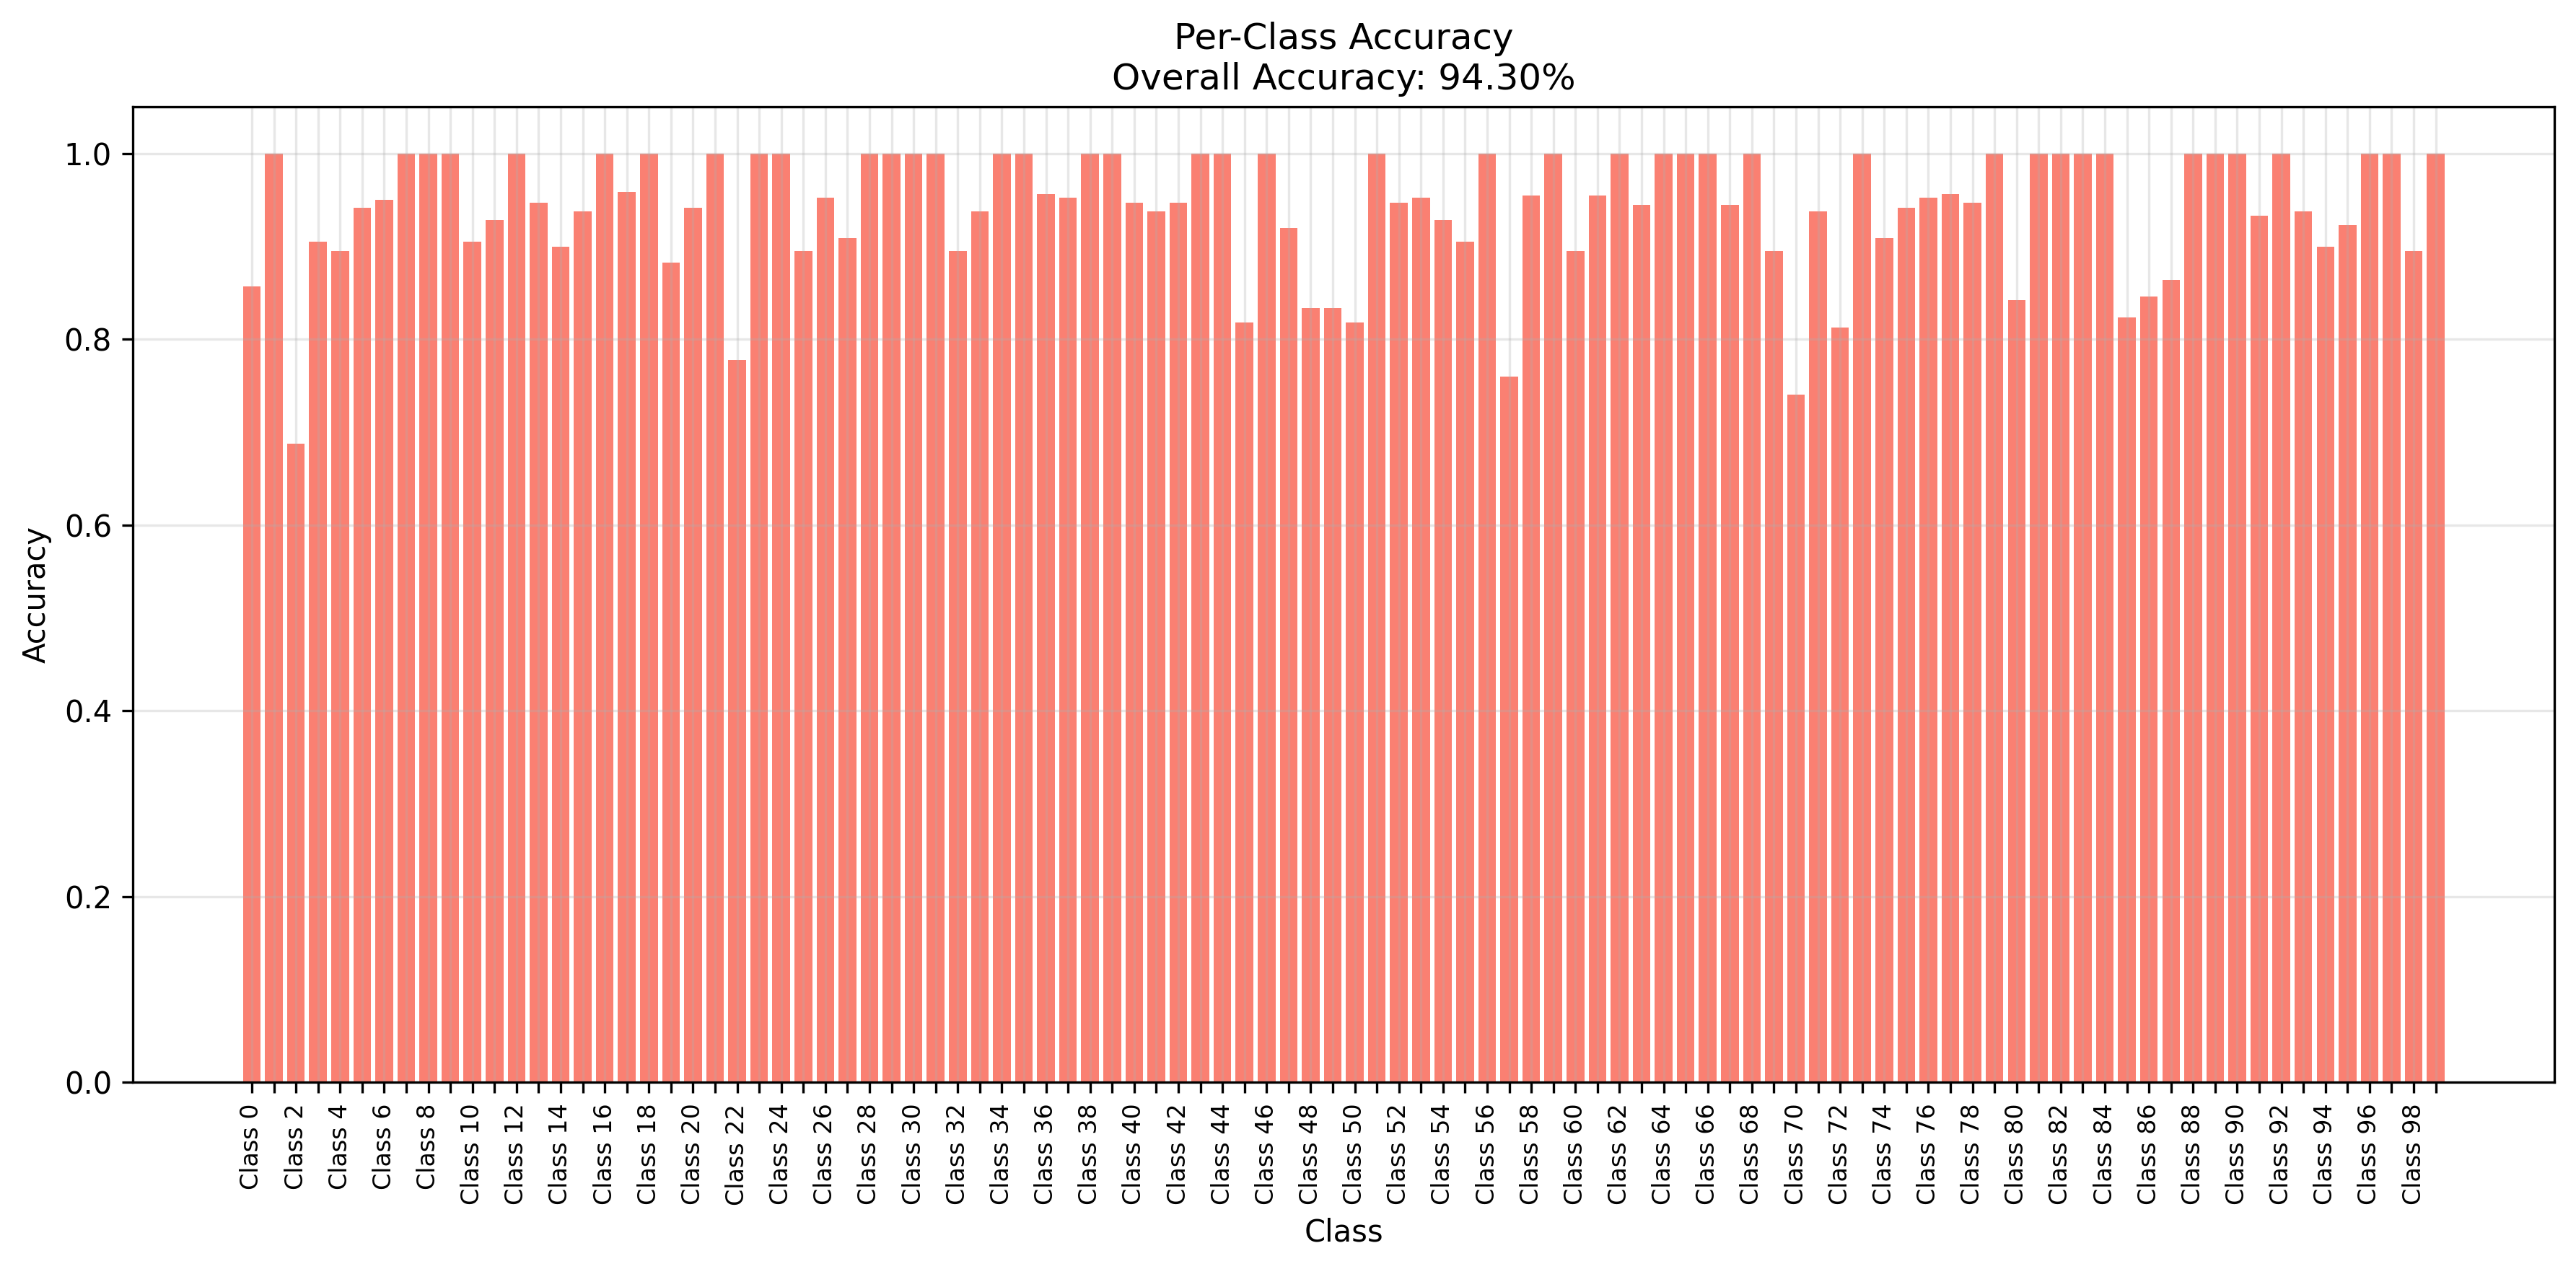 Per-Class Accuracy
Overall Accuracy: 94.30%
Accuracy
1.0
0.8
0.6
0.4
0.2
0.0
Class 0
Class 2
Class 4
Class 6
Class 8
Class 10
Class 12
Class 14
Class 16
Class 18
Class 20
Class 22
Class 24
Class 26
Class 28
Class 30
Class 32
Class 34
Class 36
Class 38
Class 40
Class 42
Class 44
Class 46
Class 48
Class 50
Class 52
Class 54
Class 56
Class 58
Class 60
Class 62
Class 64
Class 66
Class 68
Class 70
Class 72
Class 74
Class 76
Class 78
Class 80
Class 82
Class 84
Class 86
Class 88
Class 90
Class 92
Class 94
Class 96
Class 98
Class